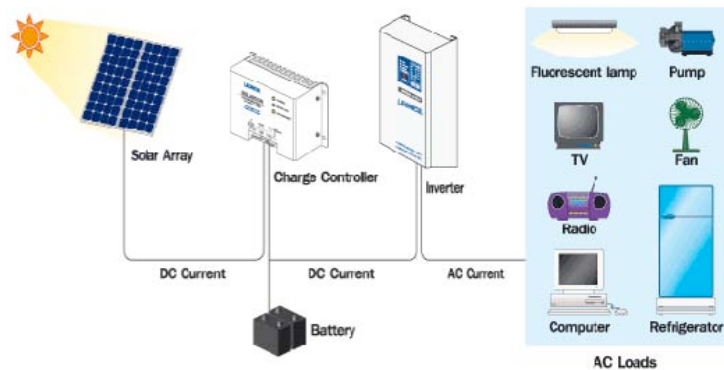 Fluorescent lamp
Pump
Solar Array
Charge Controller
Inverter
TV
Fan
Radio
DC Current
DC Current
AC Current
Battery
Computer
Refrigerator
AC Loads